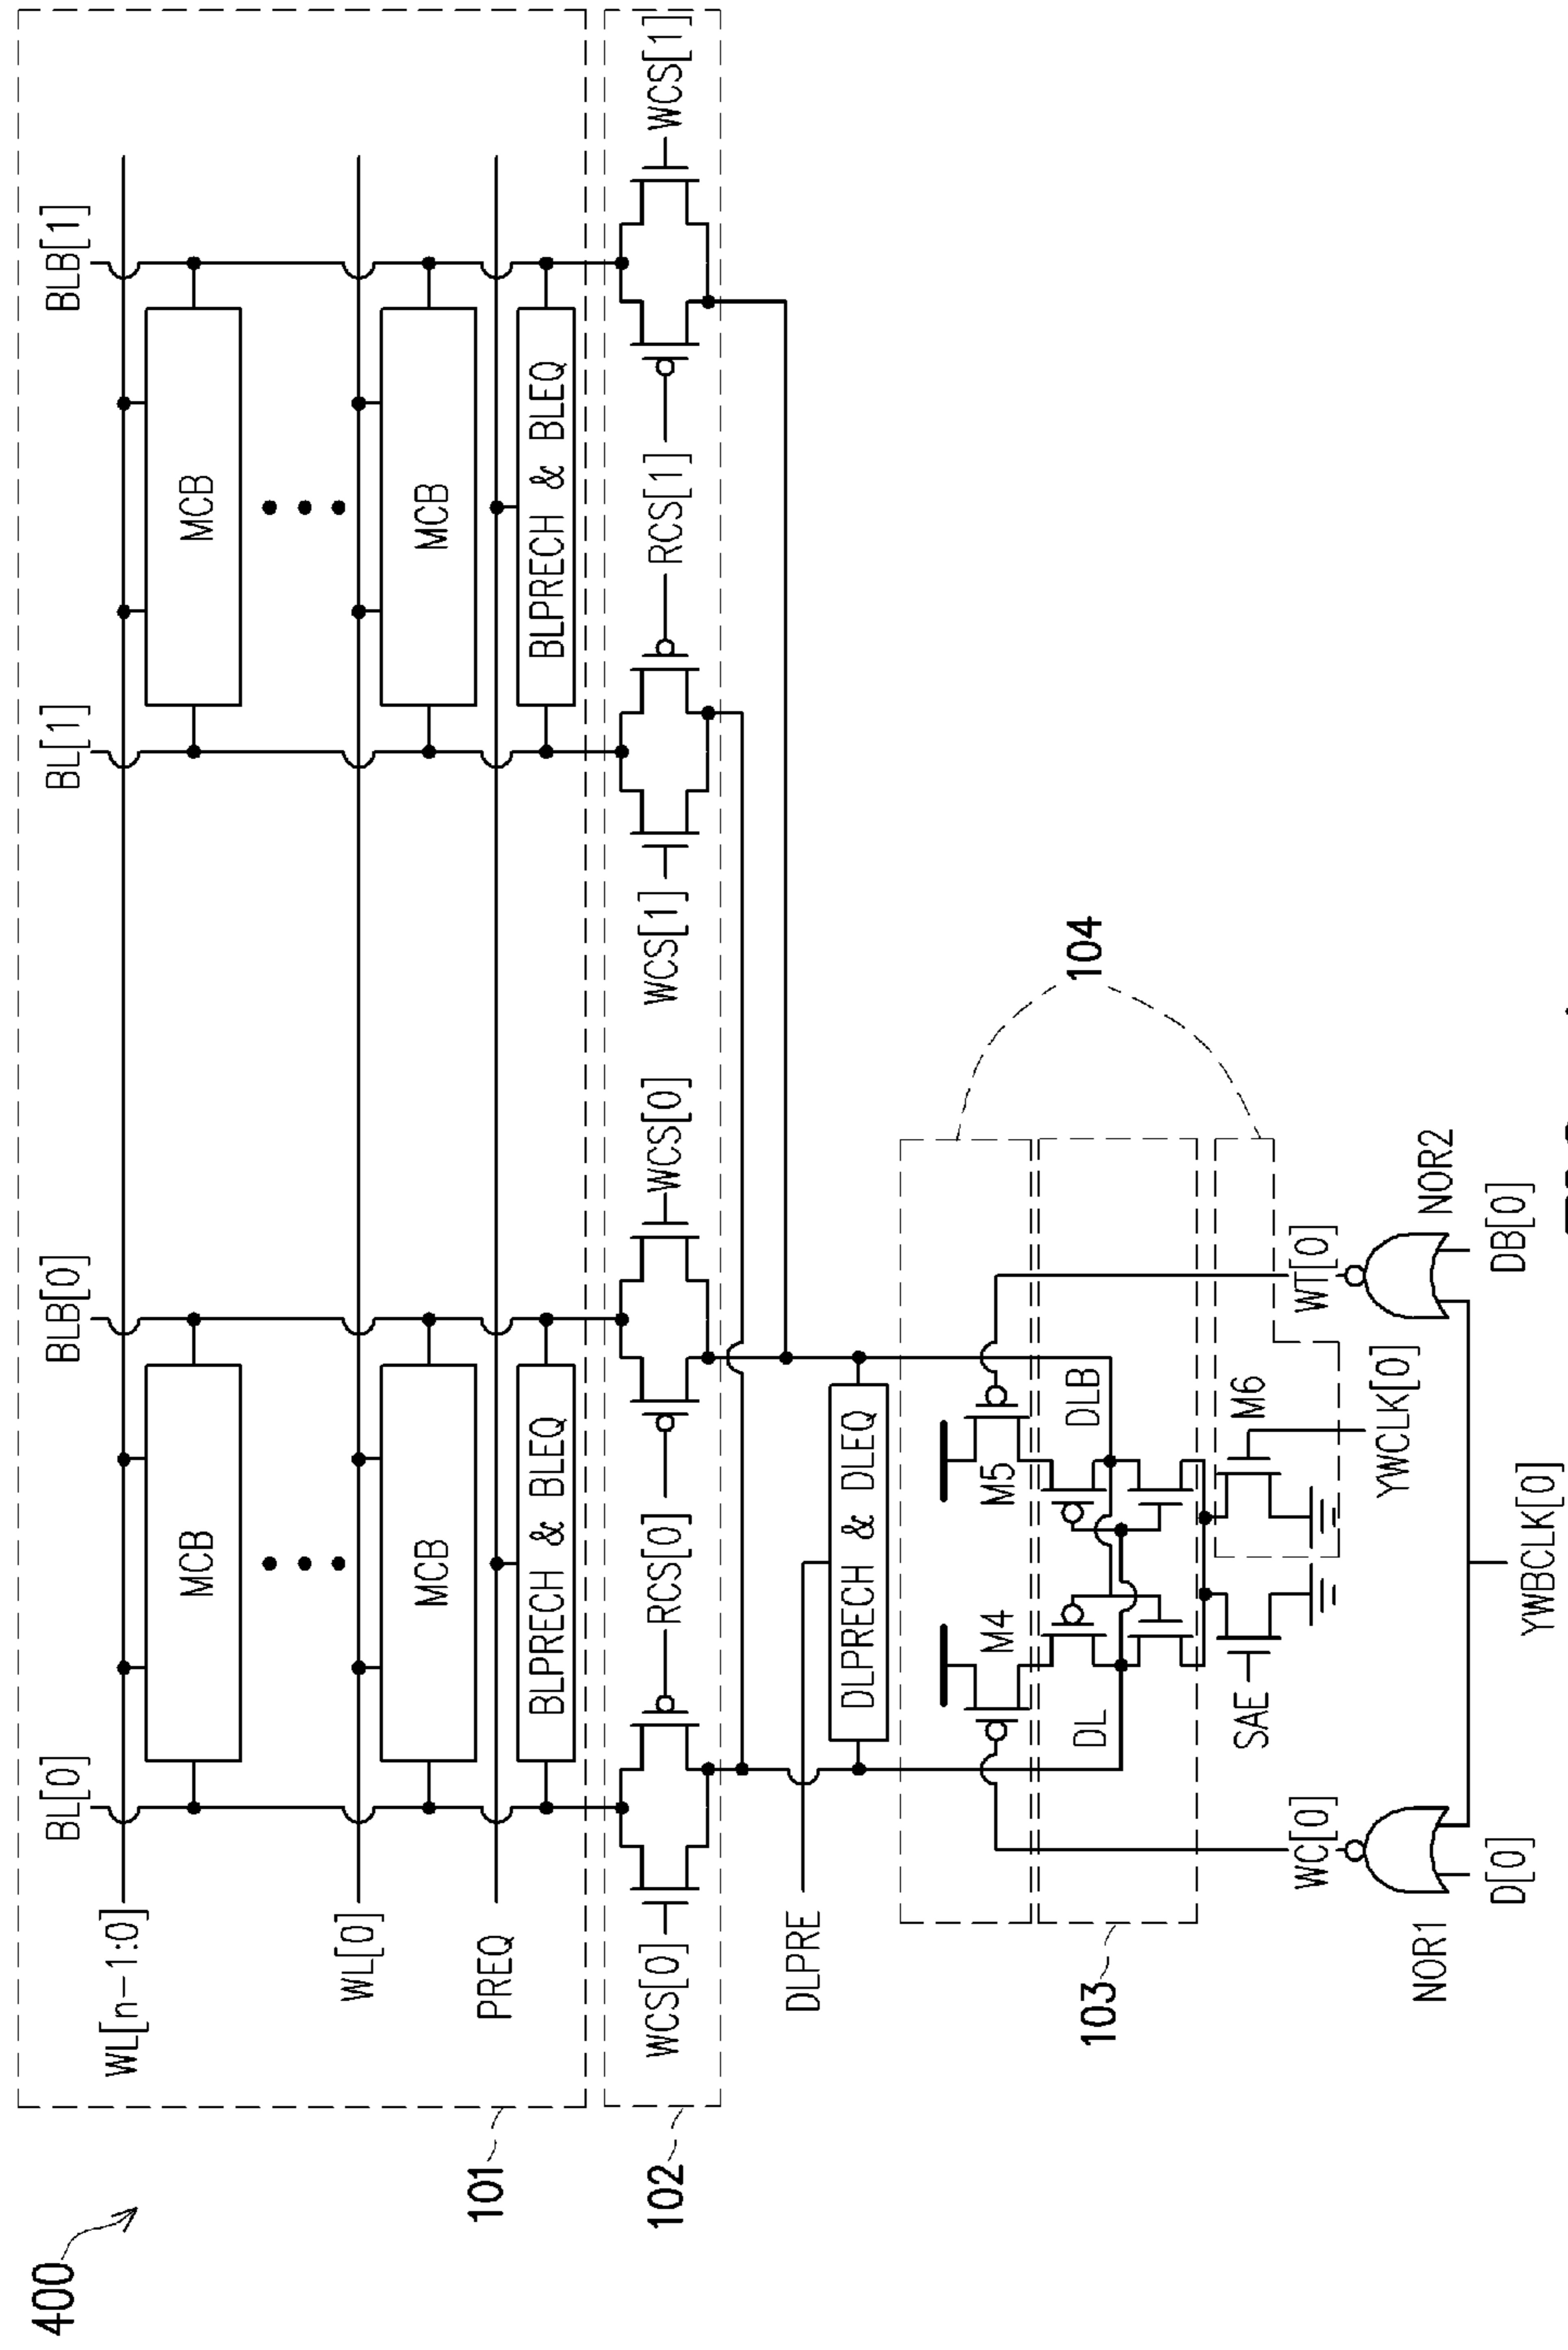 400
BL[0]
BLB[0]
BL[1]
BLB[1]
WL[n-1:0]
MCB
MCB
WL[0]
MCB
MCB
PREQ
BLPRECH & BLEQ
BLPRECH & BLEQ
101
WCS[0]
RCS[0]
WCS[0]
WCS[1]
RCS[1]
WCS[1]
102
DLPRE
DLPRECH & DLEQ
M4
M5
104
DL
DLB
103
SAE
M6
WC[0]
WT[0]
YWCLK[0]
NOR1
NOR2
D[0]
DB[0]
YWBCLK[0]